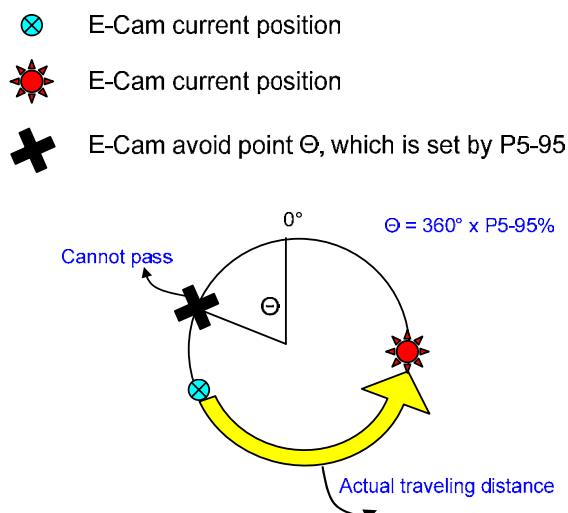 E-Cam current position
E-Cam current position
E-Cam avoid point Θ, which is set by P5-95
0°
Θ = 360° x P5-95%
Cannot pass
Θ
Actual traveling distance